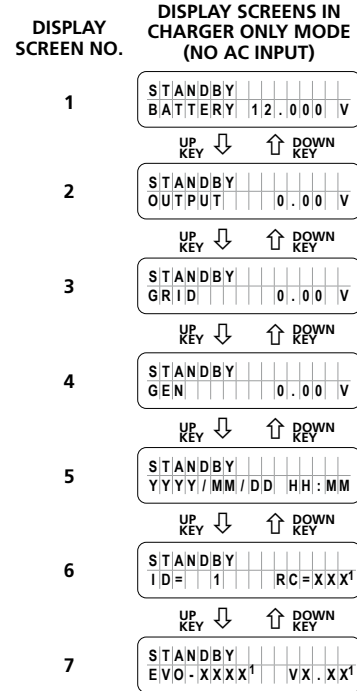 DISPLAY
SCREEN NO.
DISPLAY SCREENS IN
CHARGER ONLY MODE
(NO AC INPUT)
1
STANDBY
BATTERY 12.000 V
UP
KEY
DOWN
KEY
2
STANDBY
OUTPUT 0.00 V
UP
KEY
DOWN
KEY
3
STANDBY
GRID 0.00 V
UP
KEY
DOWN
KEY
4
STANDBY
GEN 0.00 V
UP
KEY
DOWN
KEY
5
STANDBY
YYYY/MM/DD HH:MM
UP
KEY
DOWN
KEY
6
STANDBY
ID= 1 RC=XXX¹
UP
KEY
DOWN
KEY
7
STANDBY
EVO-XXXX¹ VX.XX¹